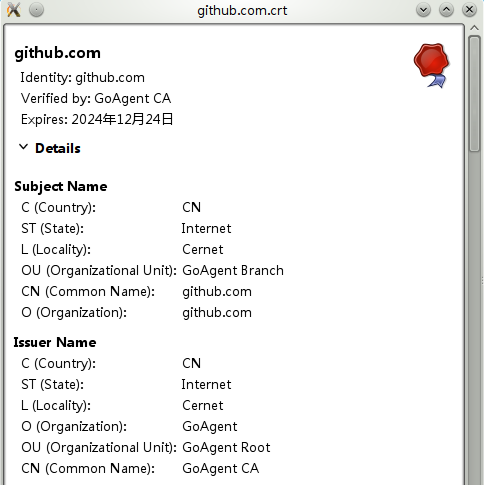 github.com.crt
github.com
Identity: github.com
Verified by: GoAgent CA
Expires: 2024年12月24日
Details
Subject Name
C (Country): CN
ST (State): Internet
L (Locality): Cernet
OU (Organizational Unit): GoAgent Branch
CN (Common Name): github.com
O (Organization): github.com
Issuer Name
C (Country): CN
ST (State): Internet
L (Locality): Cernet
O (Organization): GoAgent
OU (Organizational Unit): GoAgent Root
CN (Common Name): GoAgent CA